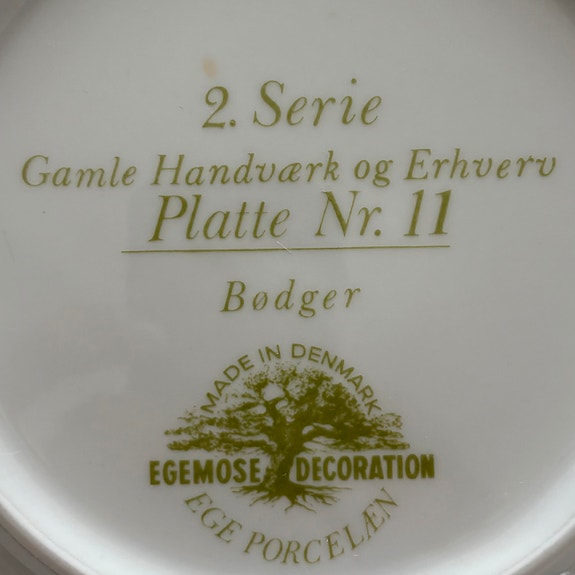 2. Serie
Gamle Handværk og Erhverv
Platte Nr. 11
Bødger
MADE IN DENMARK
EGEMOSE DECORATION
EGE PORCELÆN